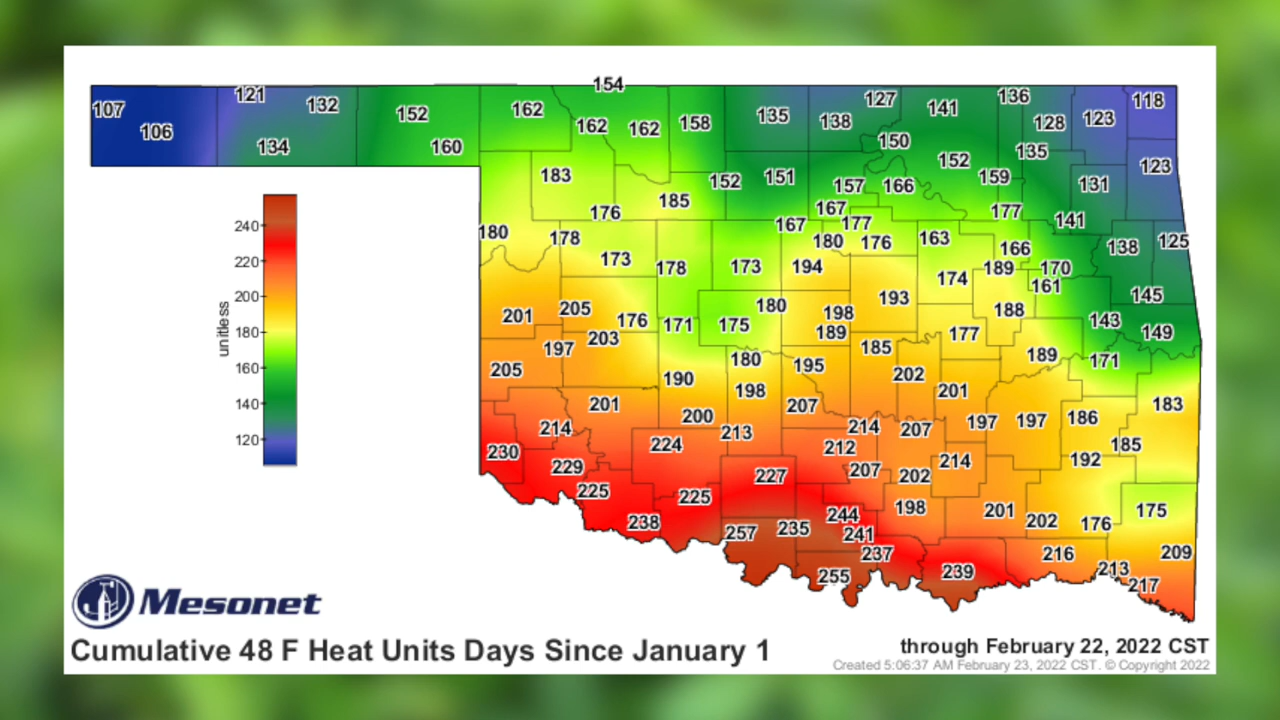 154
107 121 132 152 162 162 162 158 135 138 127 141 136 128 123 118
106 134 160 150 152 135 123
183 185 152 151 157 166 159 131
176 167 167 177 177 141
180 178 180 176 163 166 138 125
173 178 173 194 174 189 170 161 145
201 205 176 171 175 180 198 193 188 143 149
197 203 189 185 177
205 190 180 195 202 201 189 171
201 200 198 207 197 197 186 183
214 224 213 214 207 185
230 229 227 212 207 202 214 192
225 225 244 198 201 202 176 175
238 257 235 241 237 216 209
255 239 213 217
240
220
200
180
160
140
120
unitless
Mesonet
Cumulative 48 F Heat Units Days Since January 1
through February 22, 2022 CST
Created 5:06:37 AM February 23, 2022 CST. © Copyright 2022